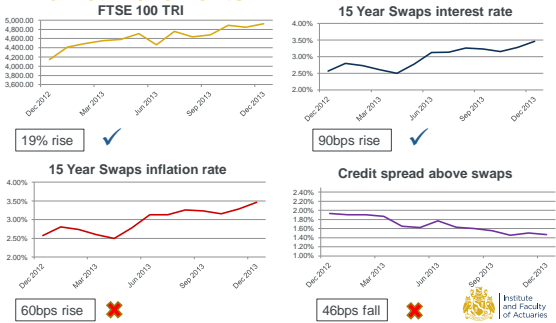 FTSE 100 TRI
5,000.00
4,800.00
4,600.00
4,400.00
4,200.00
4,000.00
3,800.00
3,600.00
Dec 2012
Mar 2013
Jun 2013
Sep 2013
Dec 2013
19% rise
15 Year Swaps interest rate
4.00%
3.50%
3.00%
2.50%
2.00%
Dec 2012
Mar 2013
Jun 2013
Sep 2013
Dec 2013
90bps rise
15 Year Swaps inflation rate
4.00%
3.00%
2.00%
Dec 2012
Mar 2013
Jun 2013
Sep 2013
Dec 2013
60bps rise
Credit spread above swaps
2.40%
2.20%
2.00%
1.80%
1.60%
1.40%
1.20%
1.00%
Dec 2012
Mar 2013
Jun 2013
Sep 2013
Dec 2013
46bps fall
Institute
and Faculty
of Actuaries